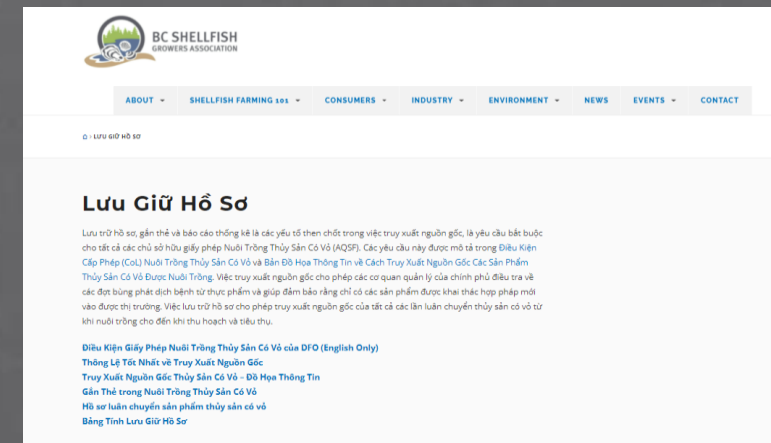 BC SHELLFISH
GROWERS ASSOCIATION
ABOUT SHELLFISH FARMING 101 CONSUMERS INDUSTRY ENVIRONMENT NEWS EVENTS CONTACT
› LƯU GIỮ HỒ SƠ
Lưu Giữ Hồ Sơ
Lưu trữ hồ sơ, gắn thẻ và báo cáo thống kê là các yếu tố then chốt trong việc truy xuất nguồn gốc, là yêu cầu bắt buộc
cho tất cả các chủ sở hữu giấy phép Nuôi Trồng Thủy Sản Có Vỏ (AQSF). Các yêu cầu này được mô tả trong Điều Kiện
Cấp Phép (CoL) Nuôi Trồng Thủy Sản Có Vỏ và Bản Đồ Họa Thông Tin về Cách Truy Xuất Nguồn Gốc Các Sản Phẩm
Thủy Sản Có Vỏ Được Nuôi Trồng. Việc truy xuất nguồn gốc cho phép các cơ quan quản lý của chính phủ điều tra về
các đợt bùng phát dịch bệnh từ thực phẩm và giúp đảm bảo rằng chỉ có các sản phẩm được khai thác hợp pháp mới
vào được thị trường. Việc lưu trữ hồ sơ cho phép truy xuất nguồn gốc của tất cả các lần luân chuyển thủy sản có vỏ từ
khi nuôi trồng cho đến khi thu hoạch và tiêu thụ.
Điều Kiện Giấy Phép Nuôi Trồng Thủy Sản Có Vỏ của DFO (English Only)
Thông Lệ Tốt Nhất về Truy Xuất Nguồn Gốc
Truy Xuất Nguồn Gốc Thủy Sản Có Vỏ – Đồ Họa Thông Tin
Gắn Thẻ trong Nuôi Trồng Thủy Sản Có Vỏ
Hồ sơ luân chuyển sản phẩm thủy sản có vỏ
Bảng Tính Lưu Giữ Hồ Sơ